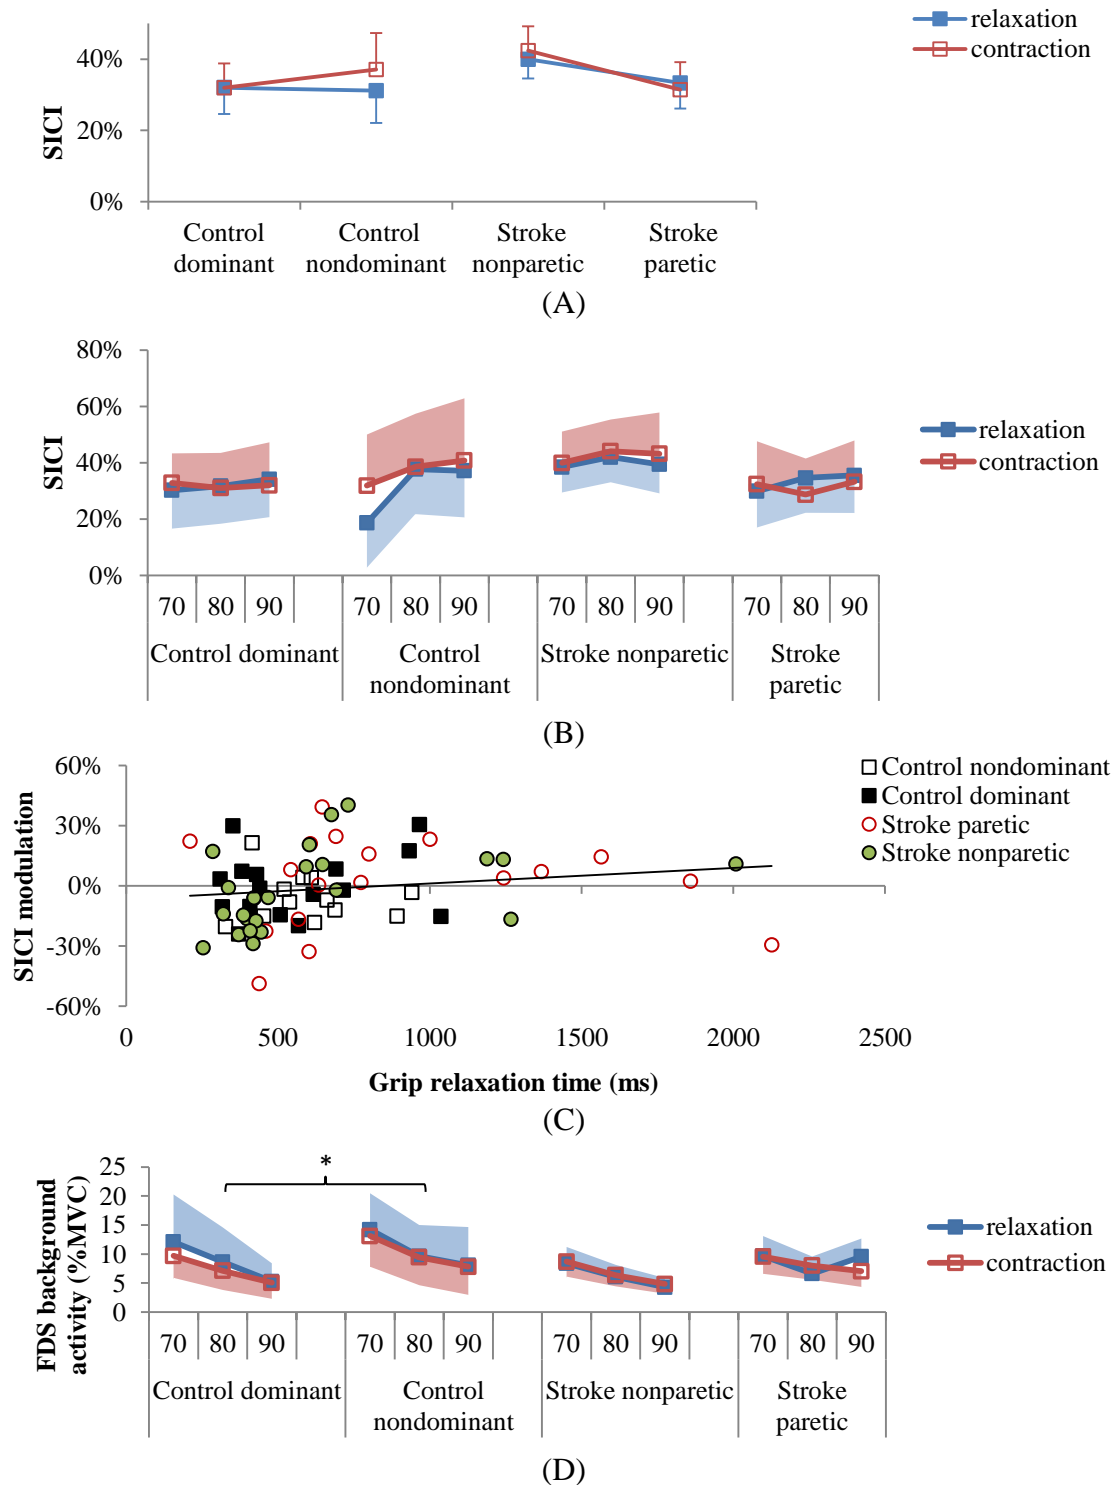 relaxation
contraction
40%
20%
0%
SICI
Control dominant
Control nondominant
Stroke nonparetic
Stroke paretic
(A)
80%
60%
40%
20%
0%
SICI
relaxation
contraction
70 80 90 70 80 90 70 80 90 70 80 90
Control dominant
Control nondominant
Stroke nonparetic
Stroke paretic
(B)
60%
30%
0%
-30%
-60%
SICI modulation
Control nondominant
Control dominant
Stroke paretic
Stroke nonparetic
0 500 1000 1500 2000 2500
Grip relaxation time (ms)
(C)
25
20
15
10
5
0
FDS background
activity (%MVC)
*
relaxation
contraction
70 80 90 70 80 90 70 80 90 70 80 90
Control dominant
Control nondominant
Stroke nonparetic
Stroke paretic
(D)